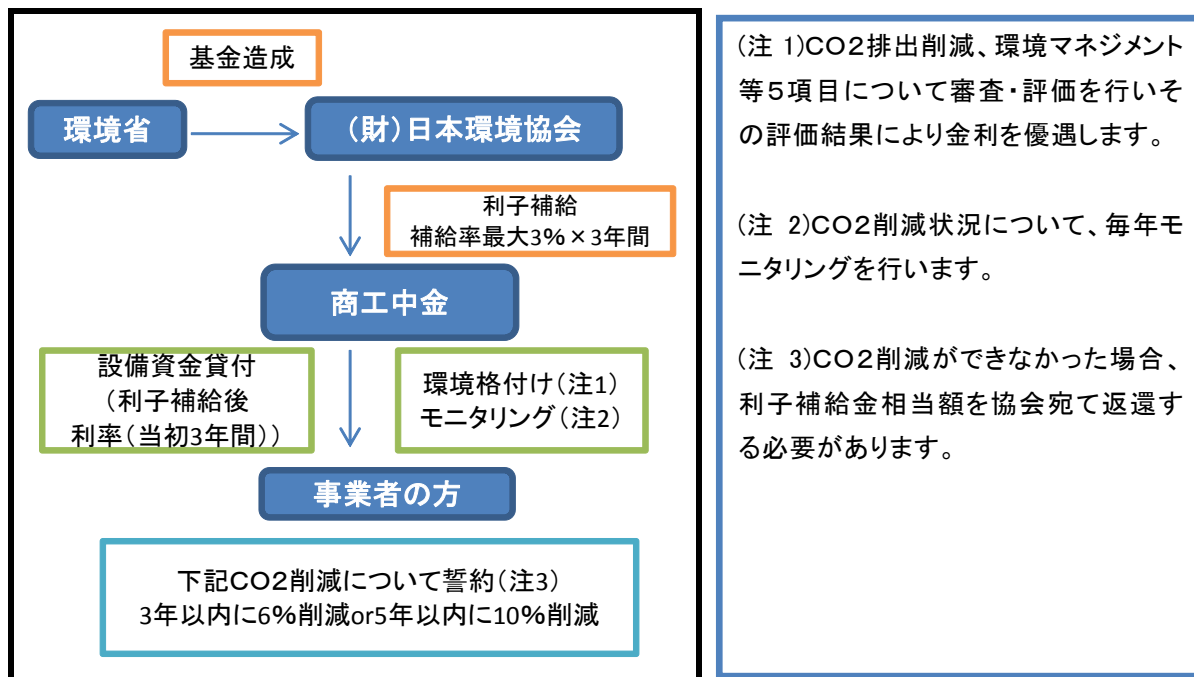 基金造成
環境省
(財)日本環境協会
利子補給
補給率最大3%×3年間
商工中金
設備資金貸付
(利子補給後
利率(当初3年間))
環境格付け(注1)
モニタリング(注2)
事業者の方
下記CO2削減について誓約(注3)
3年以内に6%削減or5年以内に10%削減
(注 1)CO2排出削減、環境マネジメント
等5項目について審査・評価を行いそ
の評価結果により金利を優遇します。
(注 2)CO2削減状況について、毎年モ
ニタリングを行います。
(注 3)CO2削減ができなかった場合、
利子補給金相当額を協会宛て返還す
る必要があります。